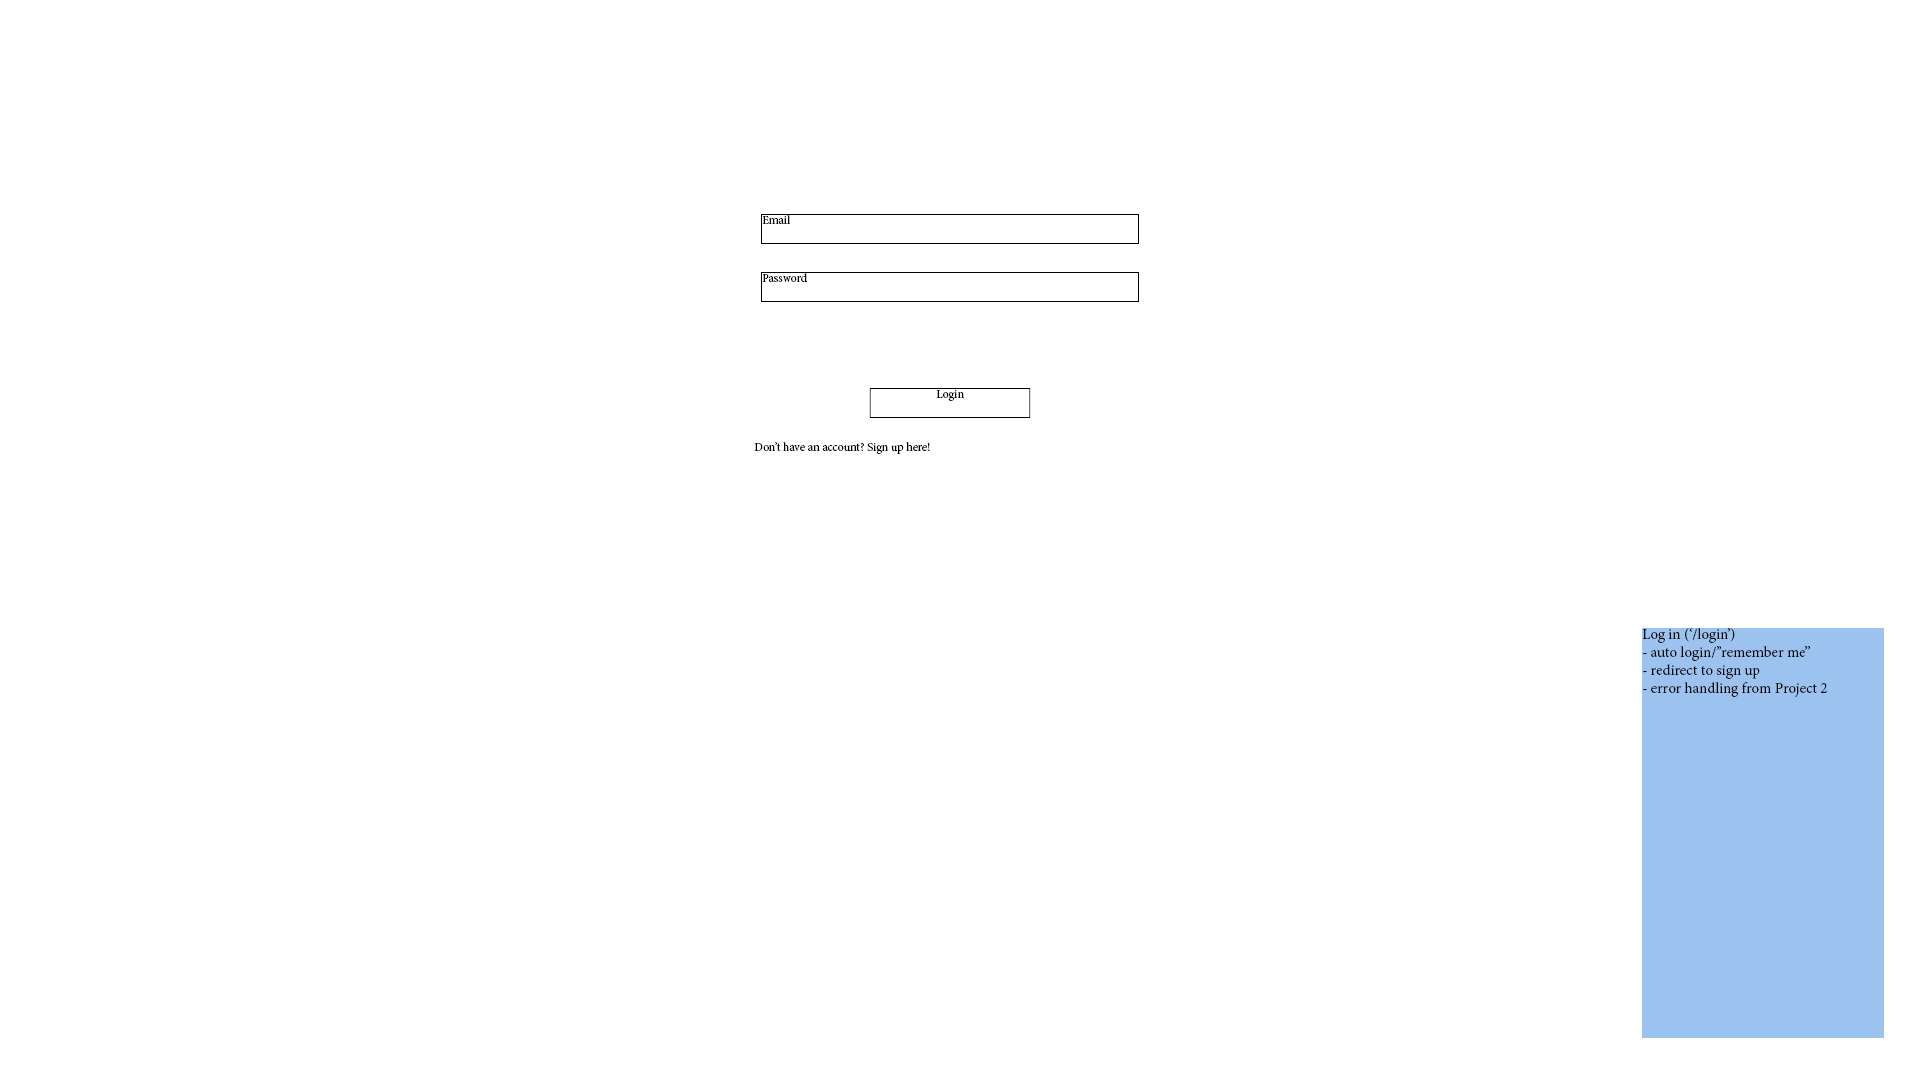 Email
Password
Login
Don’t have an account? Sign up here!
Log in (‘/login’)
- auto login/”remember me”
- redirect to sign up
- error handling from Project 2